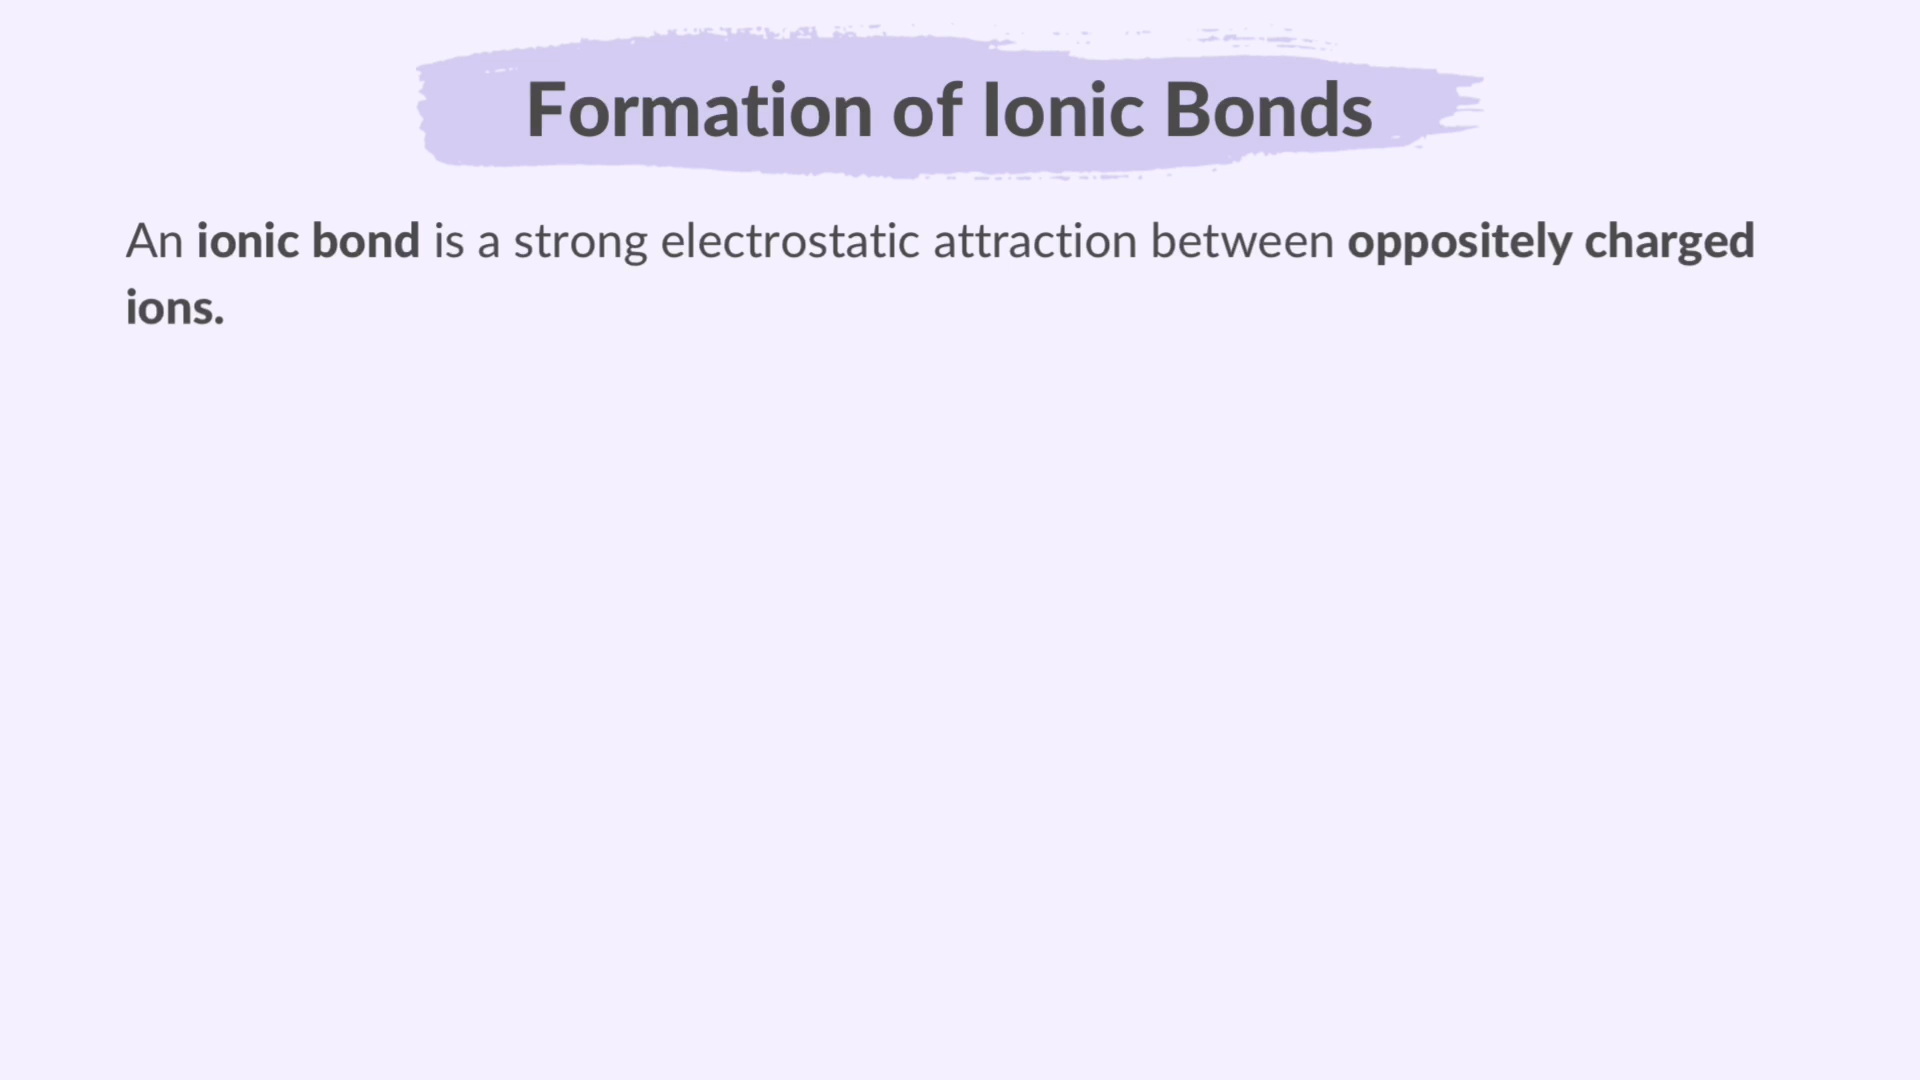 Formation of Ionic Bonds
An ionic bond is a strong electrostatic attraction between oppositely charged
ions.